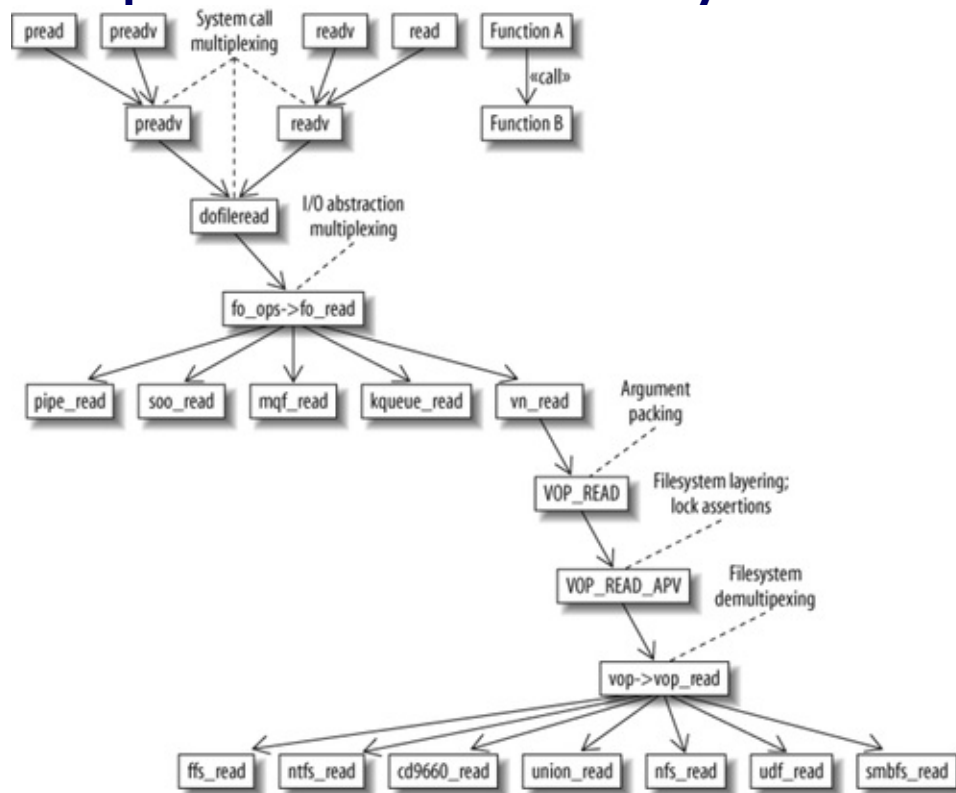 System call
multiplexing
pread
preadv
readv
read
Function A
«call»
preadv
readv
Function B
dofileread
I/O abstraction
multiplexing
fo_ops->fo_read
pipe_read
soo_read
mqf_read
kqueue_read
vn_read
Argument
packing
VOP_READ
Filesystem layering;
lock assertions
VOP_READ_APV
Filesystem
demultipexing
vop->vop_read
ffs_read
ntfs_read
cd9660_read
union_read
nfs_read
udf_read
smbfs_read